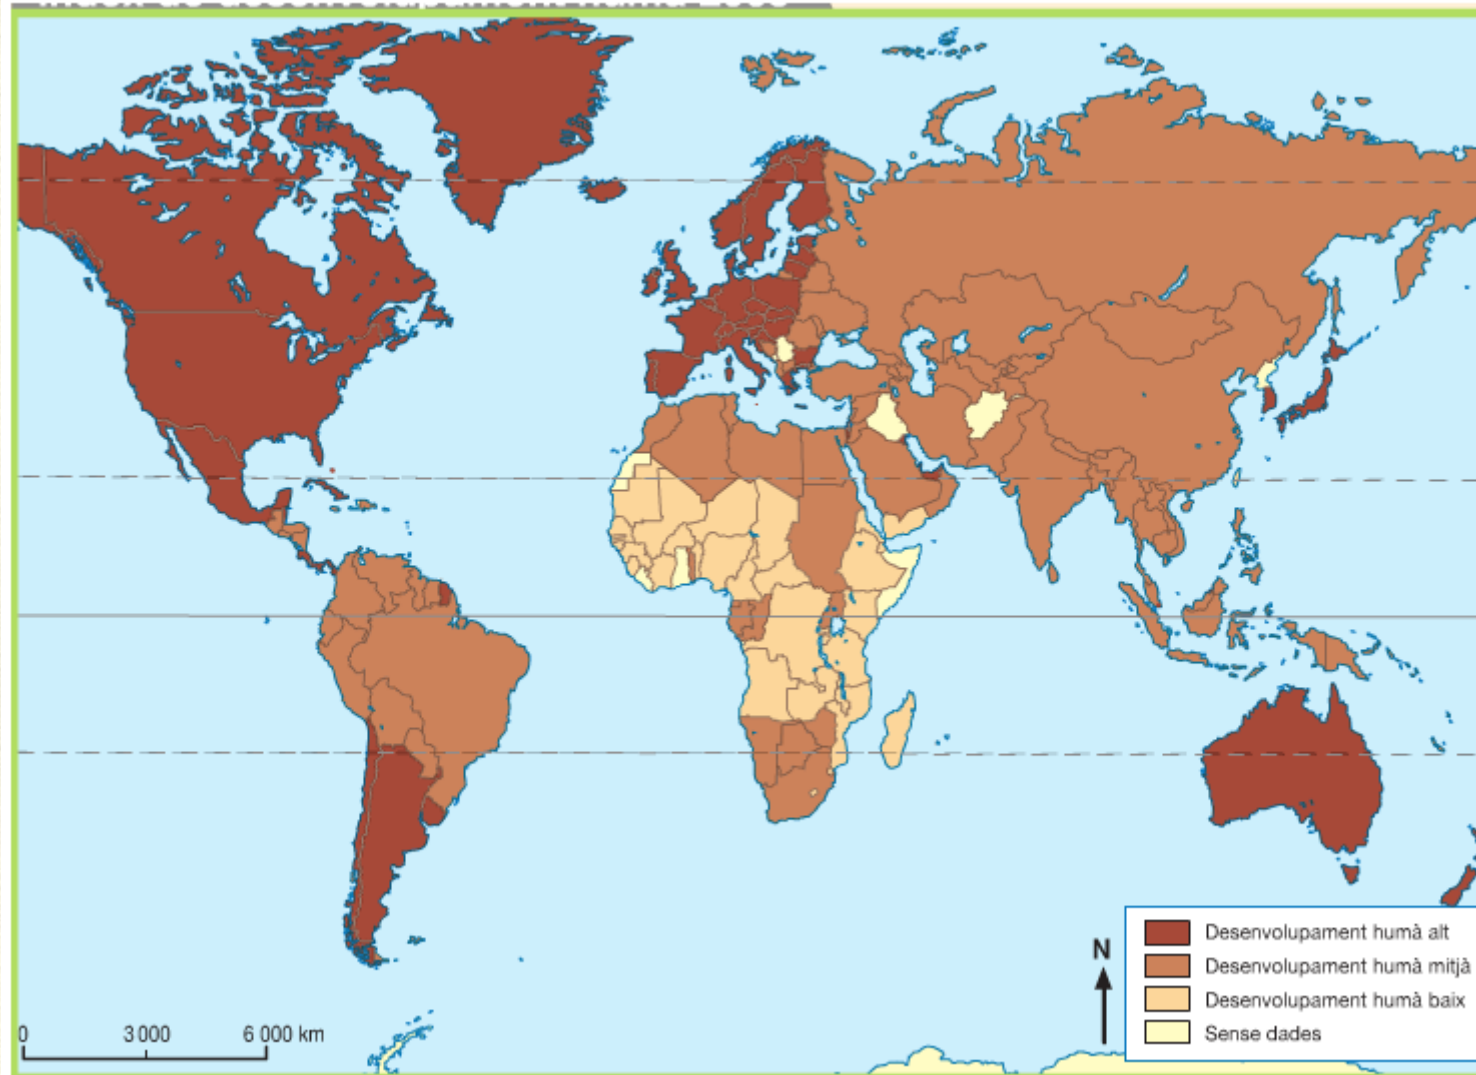 N
Desenvolupament humà alt
Desenvolupament humà mitjà
Desenvolupament humà baix
Sense dades
0 3 000 6 000 km